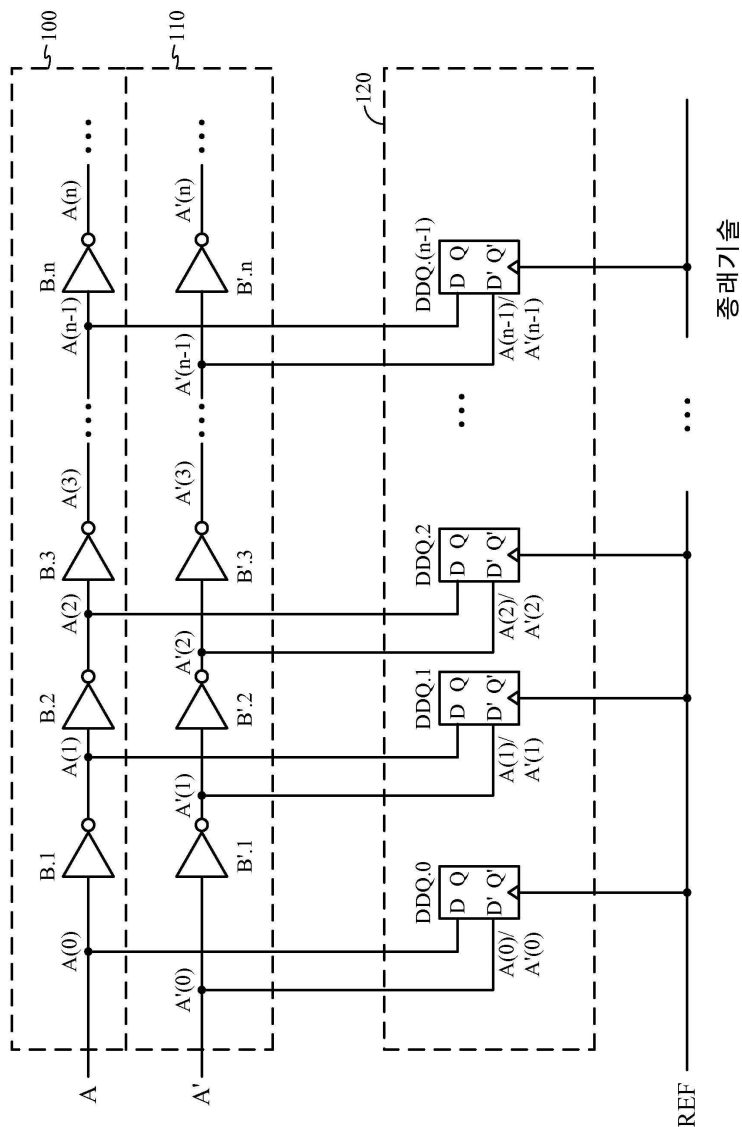 100
B.1
B.2
B.3
B.n
A
A(0)
A(1)
A(2)
A(3)
A(n-1)
A(n)
...
...
110
A'
A'(0)
A'(1)
A'(2)
A'(3)
A'(n-1)
A'(n)
...
...
B'.1
B'.2
B'.3
B'.n
120
DDQ.0
D Q
D' Q'
A(0)/
A'(0)
DDQ.1
D Q
D' Q'
A(1)/
A'(1)
DDQ.2
D Q
D' Q'
A(2)/
A'(2)
...
DDQ.(n-1)
D Q
D' Q'
A(n-1)/
A'(n-1)
REF
...
종래기술